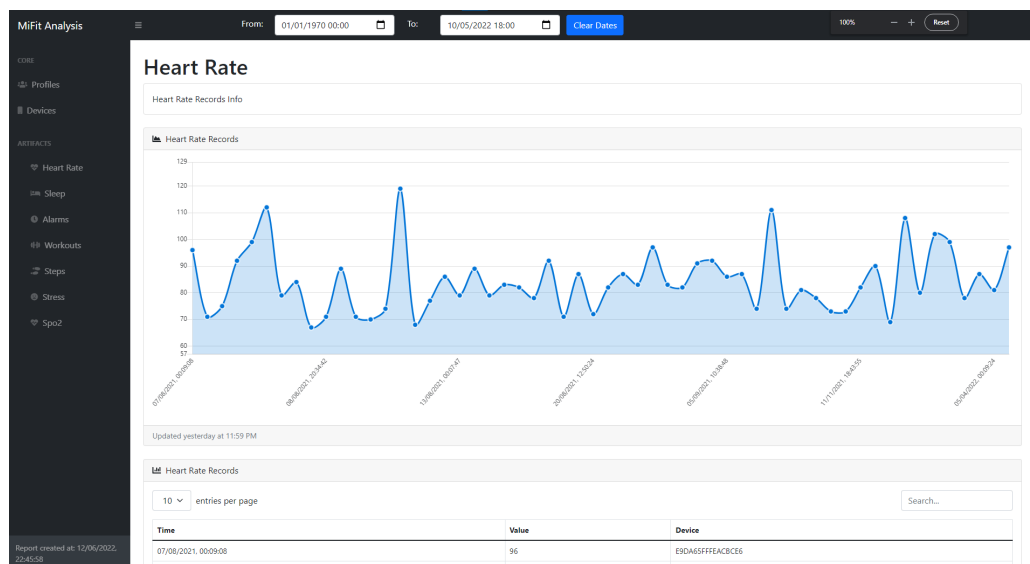 MiFit Analysis
From: 01/01/1970 00:00 To: 10/05/2022 18:00 Clear Dates
100% − + Reset
CORE
Profiles
Devices
ARTIFACTS
Heart Rate
Sleep
Alarms
Workouts
Steps
Stress
Spo2
Report created at: 12/06/2022,
22:45:58
Heart Rate
Heart Rate Records Info
Heart Rate Records
129
120
110
100
90
80
70
60
57
07/08/2021, 00:09:08
08/08/2021, 20:34:42
13/08/2021, 00:07:47
20/08/2021, 12:50:24
05/09/2021, 10:38:48
11/11/2021, 18:43:55
05/04/2022, 00:09:24
Updated yesterday at 11:59 PM
Heart Rate Records
10 entries per page
Search...
Time Value Device
07/08/2021, 00:09:08 96 E9DA65FFFEACBCE6